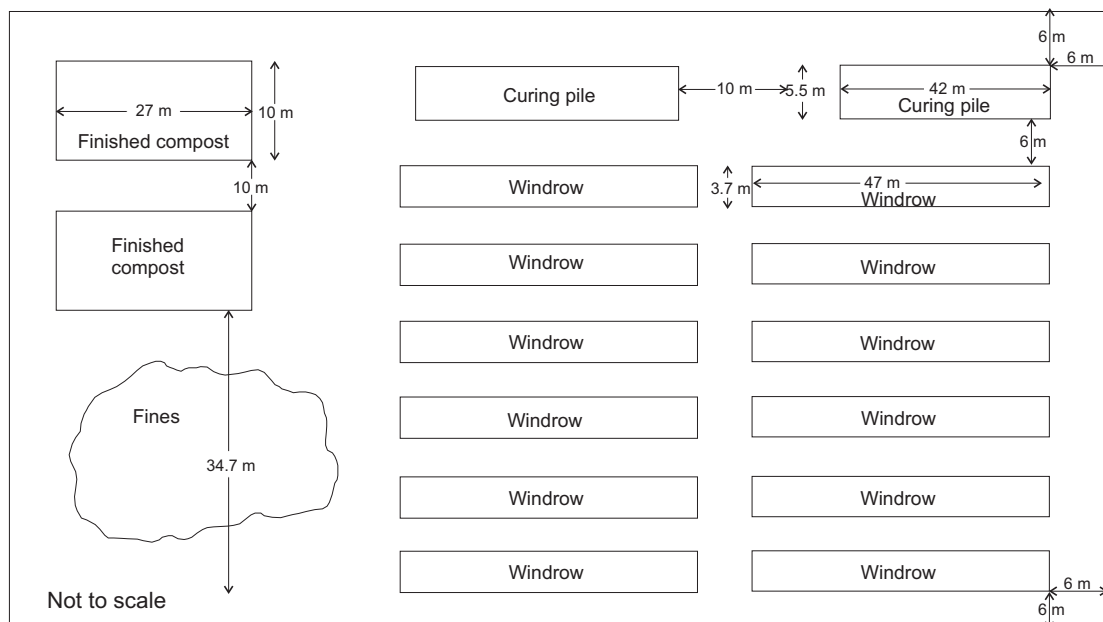 6 m
6 m
27 m
10 m
Finished compost
Curing pile
10 m
5.5 m
42 m
Curing pile
6 m
10 m
Windrow
3.7 m
47 m
Windrow
Finished
compost
Windrow
Windrow
Windrow
Windrow
Fines
Windrow
Windrow
34.7 m
Windrow
Windrow
Windrow
Windrow
6 m
Not to scale
6 m